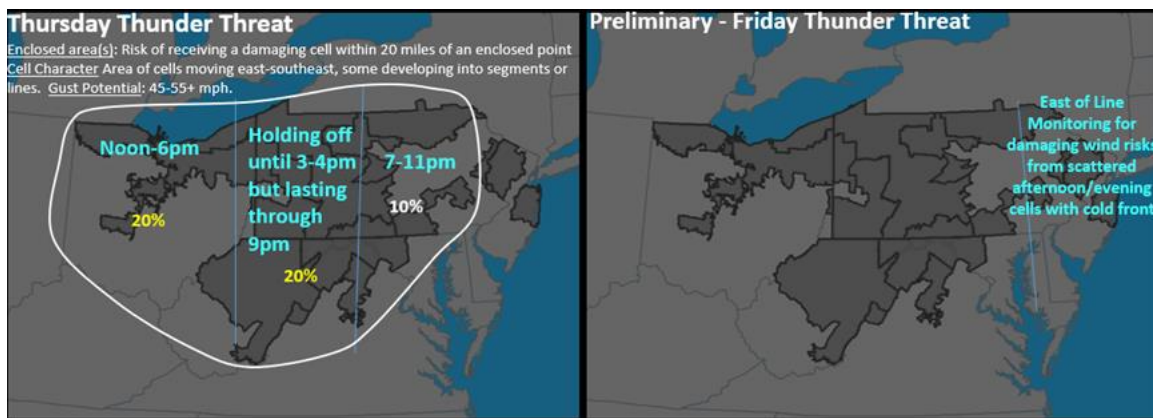 Thursday Thunder Threat
Enclosed area(s): Risk of receiving a damaging cell within 20 miles of an enclosed point
Cell Character Area of cells moving east-southeast, some developing into segments or
lines.  Gust Potential: 45-55+ mph.
Noon-6pm
20%
Holding off
until 3-4pm
but lasting
through
9pm
20%
7-11pm
10%
Preliminary - Friday Thunder Threat
East of Line
Monitoring for
damaging wind risks
from scattered
afternoon/evening
cells with cold front